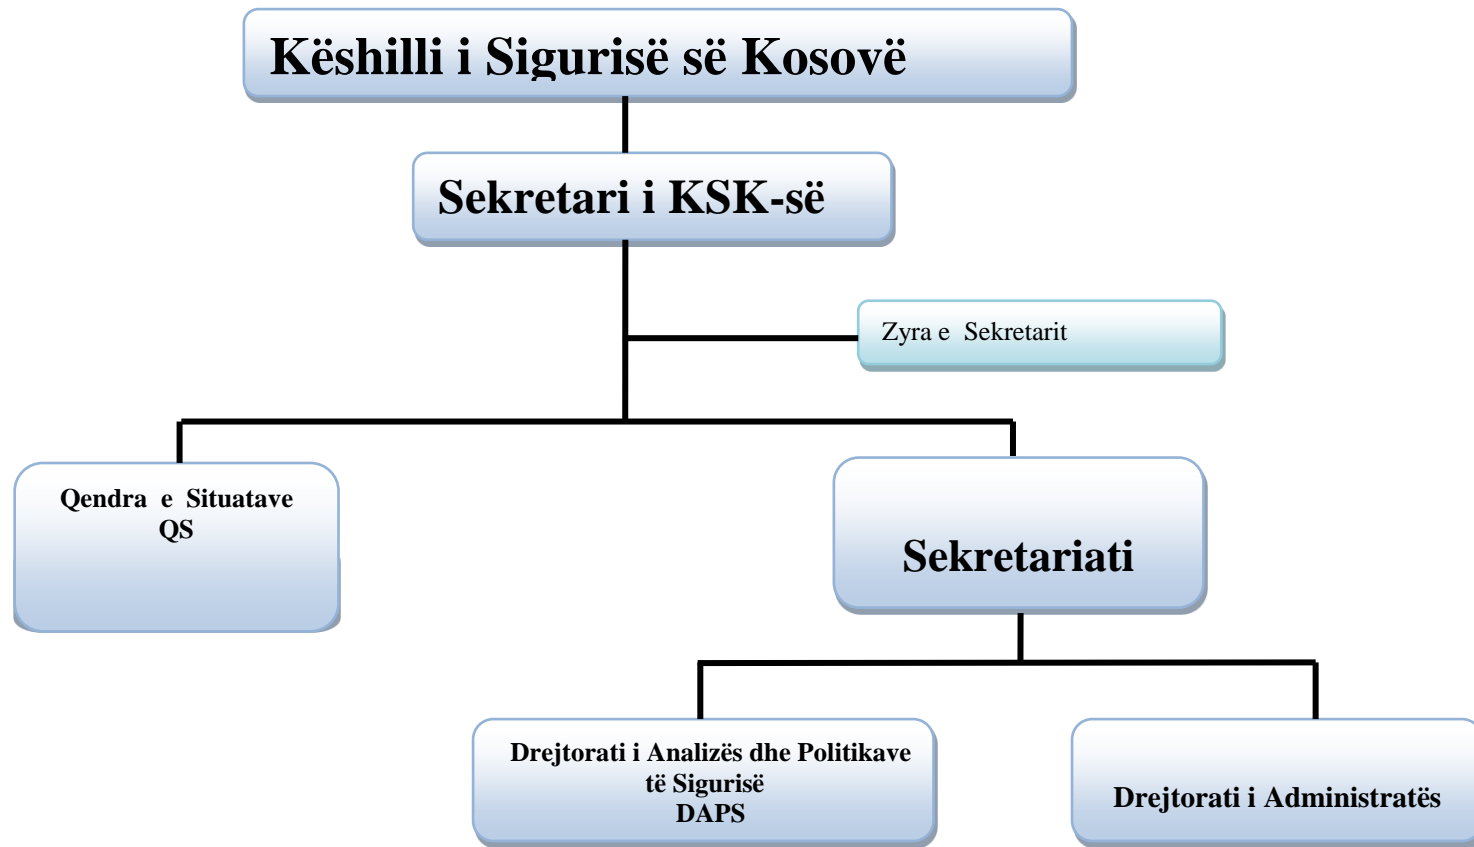 Këshilli i Sigurisë së Kosovë
Sekretari i KSK-së
Zyra e Sekretarit
Qendra e Situatave
QS
Sekretariati
Drejtorati i Analizës dhe Politikave
të Sigurisë
DAPS
Drejtorati i Administratës